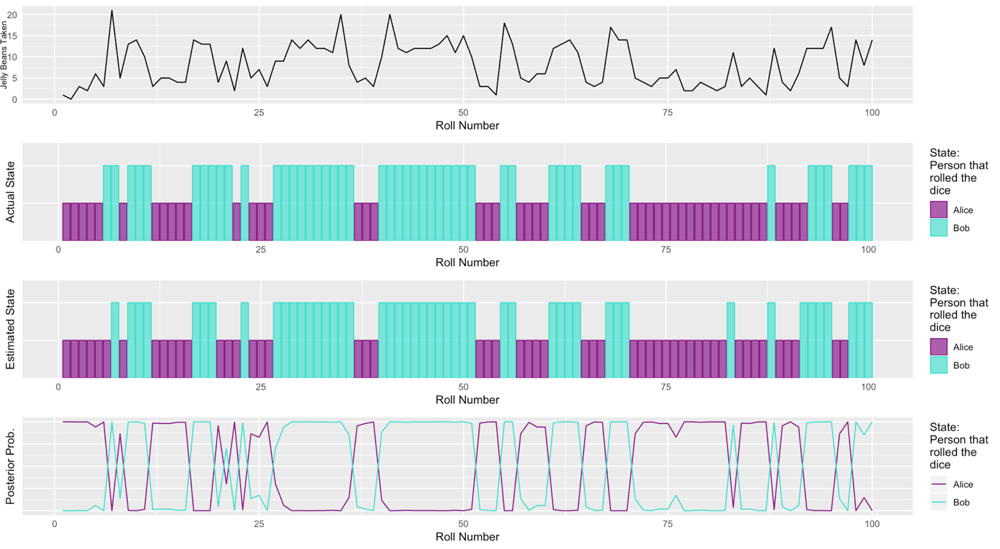 Jelly Beans Taken
20
15
10
5
0
0 25 50 75 100
Roll Number
Actual State
0 25 50 75 100
Roll Number
State:
Person that
rolled the
dice
Alice
Bob
Estimated State
0 25 50 75 100
Roll Number
State:
Person that
rolled the
dice
Alice
Bob
Posterior Prob.
0 25 50 75 100
Roll Number
State:
Person that
rolled the
dice
Alice
Bob